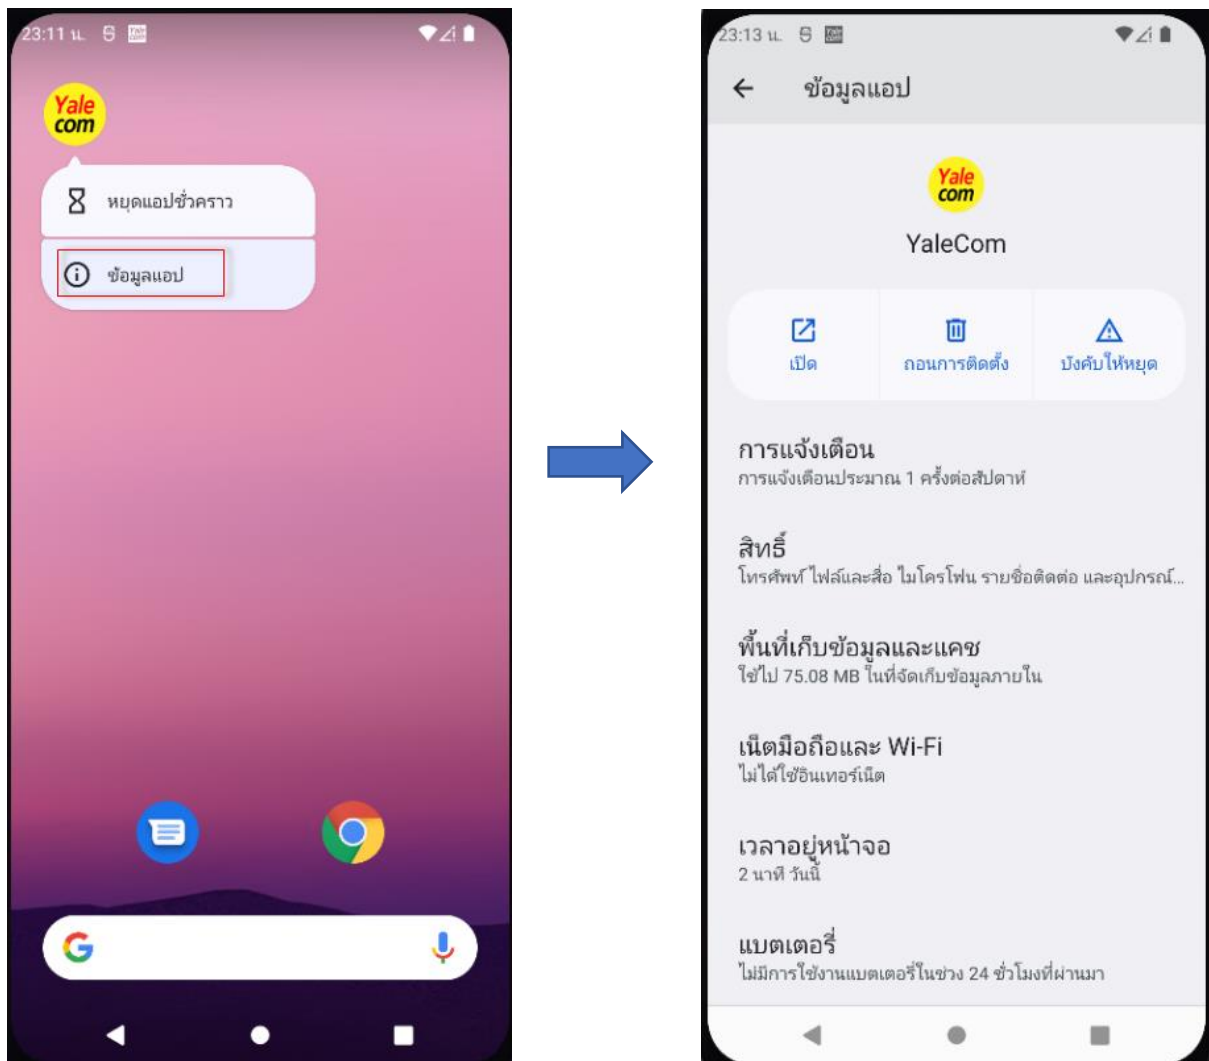 23:11 น.
Yale
com
หยุดแอปชั่วคราว
ข้อมูลแอป
23:13 น.
ข้อมูลแอป
Yale
com
YaleCom
เปิด
ถอนการติดตั้ง
บังคับให้หยุด
การแจ้งเตือน
การแจ้งเตือนประมาณ 1 ครั้งต่อสัปดาห์
สิทธิ์
โทรศัพท์ ไฟล์และสื่อ ไมโครโฟน รายชื่อติดต่อ และอุปกรณ์...
พื้นที่เก็บข้อมูลและแคช
ใช้ไป 75.08 MB ในที่จัดเก็บข้อมูลภายใน
เน็ตมือถือและ Wi-Fi
ไม่ได้ใช้อินเทอร์เน็ต
เวลาอยู่หน้าจอ
2 นาที วันนี้
แบตเตอรี่
ไม่มีการใช้งานแบตเตอรี่ในช่วง 24 ชั่วโมงที่ผ่านมา